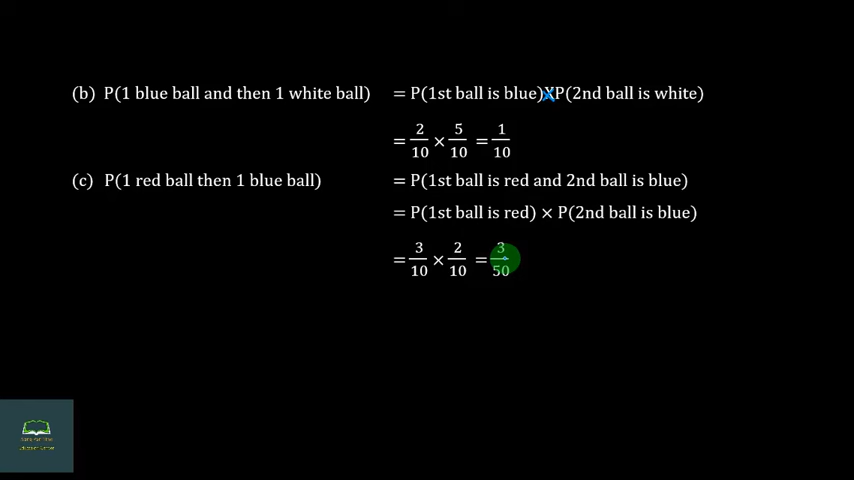 (b) P(1 blue ball and then 1 white ball) = P(1st ball is blue)XP(2nd ball is white)
= 2/10 × 5/10 = 1/10
(c) P(1 red ball then 1 blue ball) = P(1st ball is red and 2nd ball is blue)
= P(1st ball is red) × P(2nd ball is blue)
= 3/10 × 2/10 = 3/50